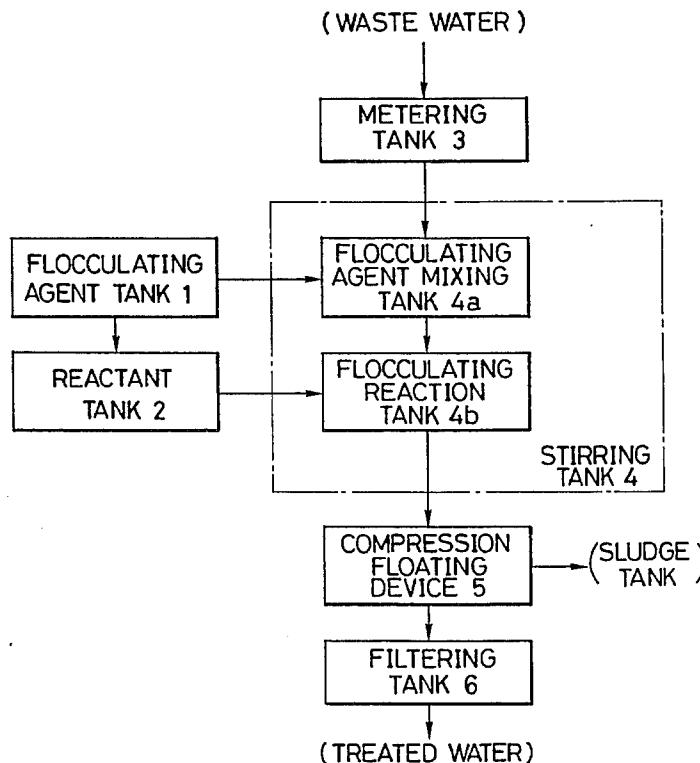 (WASTE WATER)
METERING
TANK 3
FLOCCULATING
AGENT TANK 1
FLOCCULATING
AGENT MIXING
TANK 4a
REACTANT
TANK 2
FLOCCULATING
REACTION
TANK 4b
STIRRING
TANK 4
COMPRESSION
FLOATING
DEVICE 5
(SLUDGE
TANK)
FILTERING
TANK 6
(TREATED WATER)